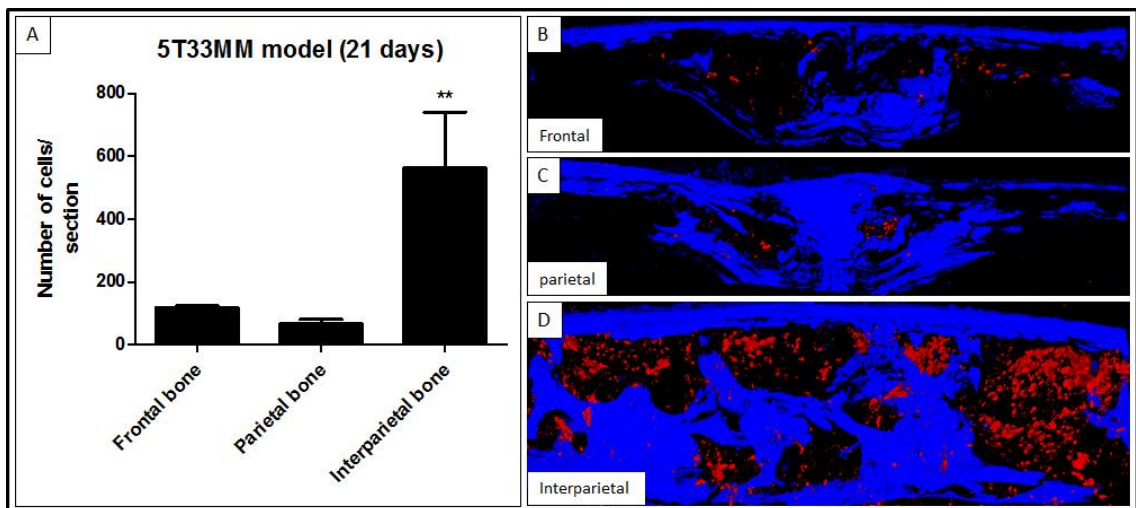 A
5T33MM model (21 days)
Number of cells/
section
800
600
400
200
0
**
Frontal bone
Parietal bone
Interparietal bone
B
Frontal
C
parietal
D
Interparietal